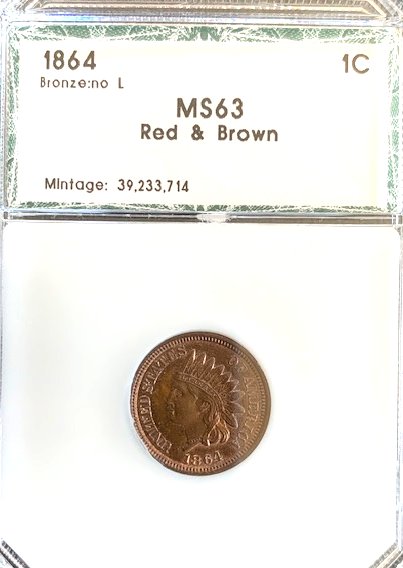 1864 1C
Bronze:no L
MS63
Red & Brown
Mintage: 39,233,714
UNITED STATES OF AMERICA
1864